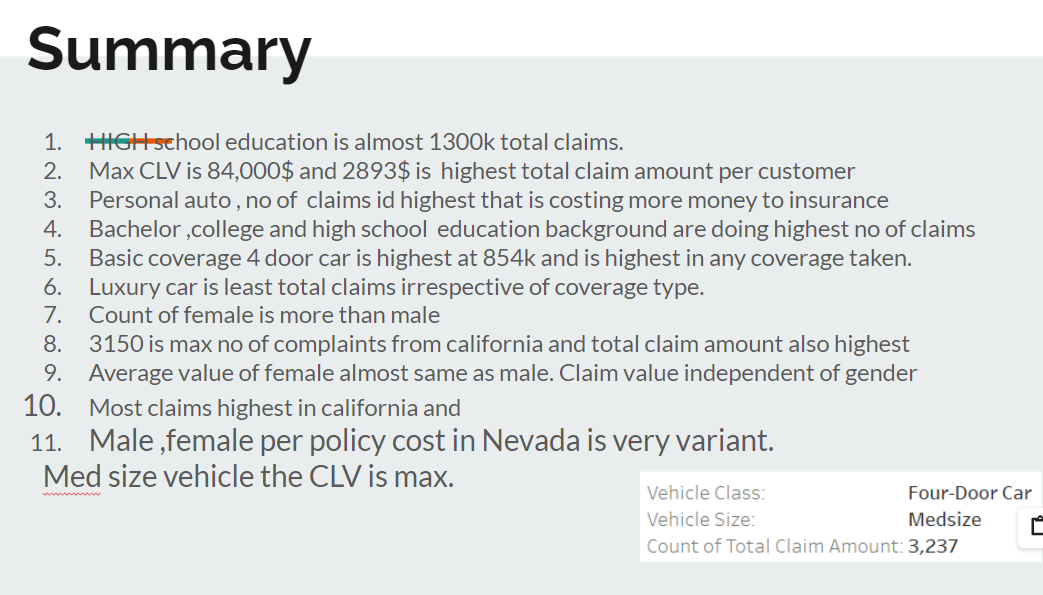 Summary
1. HIGH school education is almost 1300k total claims.
2. Max CLV is 84,000$ and 2893$ is highest total claim amount per customer
3. Personal auto , no of claims id highest that is costing more money to insurance
4. Bachelor ,college and high school education background are doing highest no of claims
5. Basic coverage 4 door car is highest at 854k and is highest in any coverage taken.
6. Luxury car is least total claims irrespective of coverage type.
7. Count of female is more than male
8. 3150 is max no of complaints from california and total claim amount also highest
9. Average value of female almost same as male. Claim value independent of gender
10. Most claims highest in california and
11. Male ,female per policy cost in Nevada is very variant.
Med size vehicle the CLV is max.
Vehicle Class: Four-Door Car
Vehicle Size: Medsize
Count of Total Claim Amount: 3,237